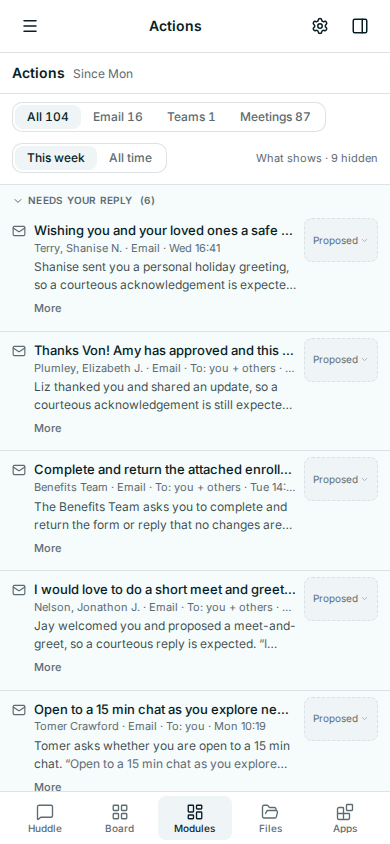 Actions
Actions Since Mon
All 104 Email 16 Teams 1 Meetings 87
This week All time What shows · 9 hidden
NEEDS YOUR REPLY (6)
Wishing you and your loved ones a safe ...
Proposed
Terry, Shanise N. · Email · Wed 16:41
Shanise sent you a personal holiday greeting,
so a courteous acknowledgement is expecte...
More
Thanks Von! Amy has approved and this ...
Proposed
Plumley, Elizabeth J. · Email · To: you + others · ...
Liz thanked you and shared an update, so a
courteous acknowledgement is still expecte...
More
Complete and return the attached enroll...
Proposed
Benefits Team · Email · To: you + others · Tue 14:...
The Benefits Team asks you to complete and
return the form or reply that no changes are...
More
I would love to do a short meet and greet...
Proposed
Nelson, Jonathon J. · Email · To: you + others · ...
Jay welcomed you and proposed a meet-and-
greet, so a courteous reply is expected. "I...
More
Open to a 15 min chat as you explore ne...
Proposed
Tomer Crawford · Email · To: you · Mon 10:19
Tomer asks whether you are open to a 15 min
chat. "Open to a 15 min chat as you explore...
More
Huddle Board Modules Files Apps